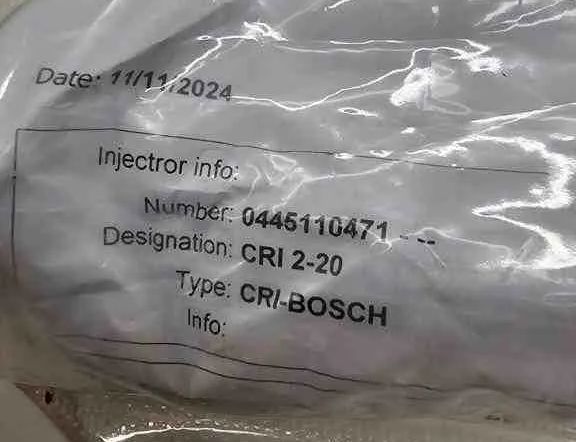 Date: 11/11/2024
Injectror info:
Number: 0445110471 - --
Designation: CRI 2-20
Type: CRI-BOSCH
Info: